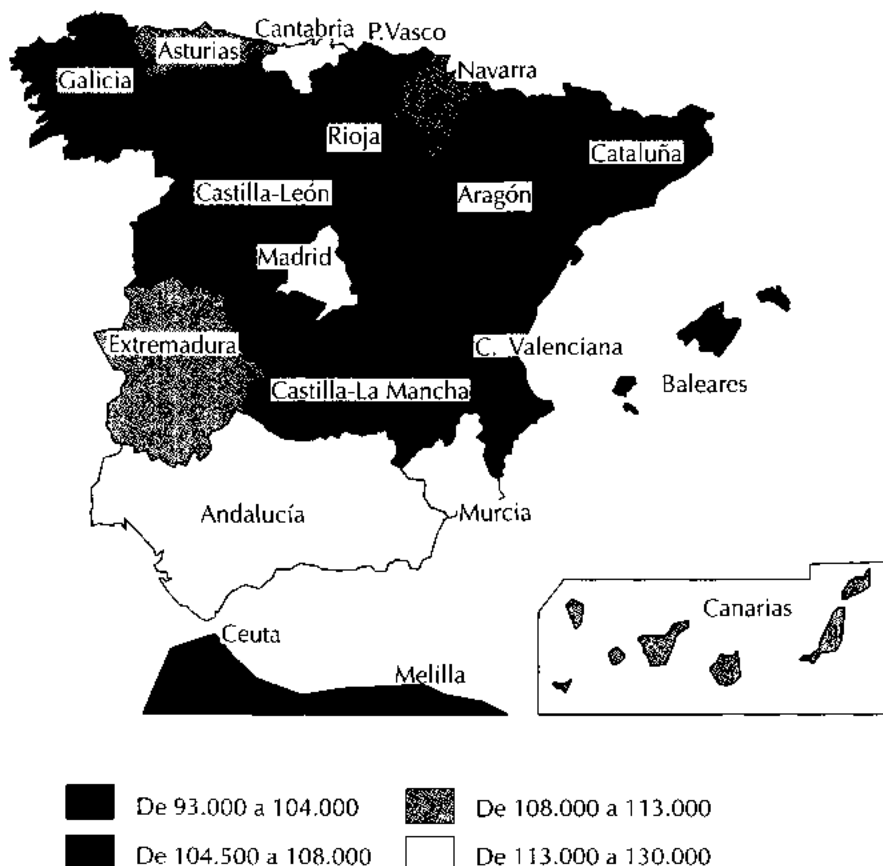 Cantabria
P.Vasco
Asturias
Navarra
Galicia
Rioja
Cataluña
Castilla-León
Aragón
Madrid
Extremadura
C. Valenciana
Baleares
Castilla-La Mancha
Andalucía
Murcia
Canarias
Ceuta
Melilla
De 93.000 a 104.000
De 108.000 a 113.000
De 104.500 a 108.000
De 113.000 a 130.000